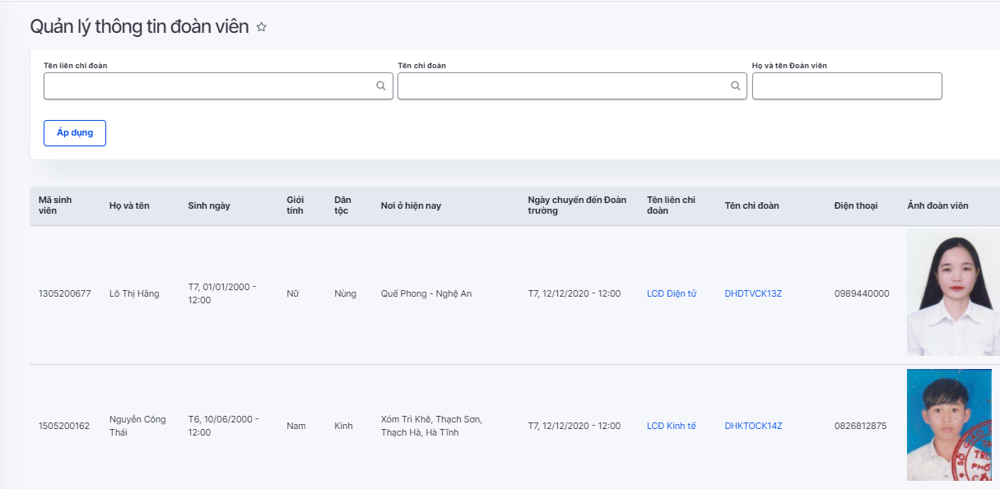 Quản lý thông tin đoàn viên
Tên liên chi đoàn
Tên chi đoàn
Họ và tên Đoàn viên
Áp dụng
Mã sinh viên
Họ và tên
Sinh ngày
Giới tính
Dân tộc
Nơi ở hiện nay
Ngày chuyển đến Đoàn trường
Tên liên chi đoàn
Tên chi đoàn
Điện thoại
Ảnh đoàn viên
1305200677
Lô Thị Hằng
T7, 01/01/2000 -
12:00
Nữ
Nùng
Quế Phong - Nghệ An
T7, 12/12/2020 - 12:00
LCĐ Điện tử
DHDTVCK13Z
0989440000
1505200162
Nguyễn Công
Thái
T6, 10/06/2000 -
12:00
Nam
Kinh
Xóm Trì Khê, Thạch Sơn,
Thạch Hà, Hà Tĩnh
T7, 12/12/2020 - 12:00
LCĐ Kinh tế
DHKTOCK14Z
0826812875